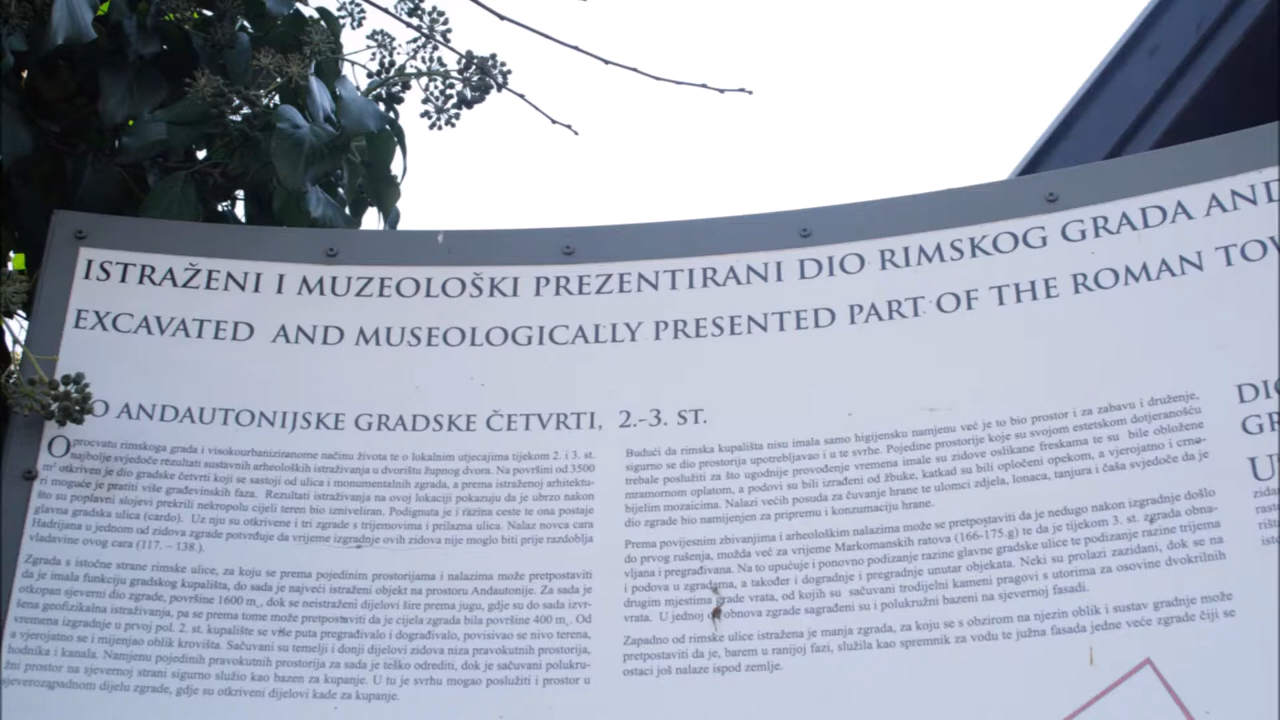 ISTRAŽENI I MUZEOLOŠKI PREZENTIRANI DIO RIMSKOG GRADA AND
EXCAVATED AND MUSEOLOGICALLY PRESENTED PART OF THE ROMAN TOW
O ANDAUTONIJSKE GRADSKE ČETVRTI, 2.-3. ST.
O procvatu rimskoga grada i visokourbaniziranome načinu života te o lokalnim utjecajima tijekom 2. i 3. st.
najbolje svjedoče rezultati sustavnih arheoloških istraživanja u dvorištu župnog dvora. Na površini od 3500
m² otkriven je dio gradske četvrti koji se sastoji od ulica i monumentalnih zgrada, a prema istraženoj arhitektu-
ri moguće je pratiti više građevinskih faza. Rezultati istraživanja na ovoj lokaciji pokazuju da je ubrzo nakon
što su poplavni slojevi prekrili nekropolu cijeli teren bio izniveliran. Podignuta je i razina ceste te ona postaje
glavna gradska ulica (cardo). Uz nju su otkrivene i tri zgrade s trijemovima i prilazna ulica. Nalaz novca cara
Hadrijana u jednom od zidova zgrade potvrđuje da vrijeme izgradnje ovih zidova nije moglo biti prije razdoblja
vladavine ovog cara (117. – 138.).
Zgrada s istočne strane rimske ulice, za koju se prema pojedinim prostorijama i nalazima može pretpostaviti
da je imala funkciju gradskog kupališta, do sada je najveći istraženi objekt na prostoru Andautonije. Za sada je
otkopan sjeverni dio zgrade, površine 1600 m², dok se neistraženi dijelovi šire prema jugu, gdje su do sada izvr-
šena geofizikalna istraživanja, pa se prema tome može pretpostaviti da je cijela zgrada bila površine 400 m². Od
vremena izgradnje u prvoj pol. 2. st. kupalište se više puta pregrađivalo i dograđivalo, povisivao se nivo terena,
a vjerojatno se i mijenjao oblik krovišta. Sačuvani su temelji i donji dijelovi zidova niza pravokutnih prostorija,
hodnika i kanala. Namjenu pojedinih pravokutnih prostorija za sada je teško odrediti, dok je sačuvani polukru-
žni prostor na sjevernoj strani sigurno služio kao bazen za kupanje. U tu je svrhu mogao poslužiti i prostor u
sjeverozapadnom dijelu zgrade, gdje su otkriveni dijelovi kade za kupanje.
Budući da rimska kupališta nisu imala samo higijensku namjenu već je to bio prostor i za zabavu i druženje,
sigurno se dio prostorija upotrebljavao i u te svrhe. Pojedine prostorije koje su svojom estetskom dotjeranošću
trebale poslužiti za što ugodnije provođenje vremena imale su zidove oslikane freskama te su bile obložene
mramornom oplatom, a podovi su bili izrađeni od žbuke, katkad su bili opločeni opekom, a vjerojatno i crno-
bijelim mozaicima. Nalazi većih posuda za čuvanje hrane te ulomci zdjela, lonaca, tanjura i čaša svjedoče da je
dio zgrade bio namijenjen za pripremu i konzumaciju hrane.
Prema povijesnim zbivanjima i arheološkim nalazima može se pretpostaviti da je nedugo nakon izgradnje došlo
do prvog rušenja, možda već za vrijeme Markomanskih ratova (166-175.g) te da je tijekom 3. st. zgrada obna-
vljana i pregrađivana. Na to upućuje i ponovno podizanje razine glavne gradske ulice te podizanje razine trijema
i podova u zgradama, a također i dogradnje i pregradnje unutar objekata. Neki su prolazi zazidani, dok se na
drugim mjestima grade vrata, od kojih su sačuvani trodijelni kameni pragovi s utorima za osovine dvokrilnih
vrata. U jednoj obnova zgrade sagrađeni su i polukružni bazeni na sjevernoj fasadi.
Zapadno od rimske ulice istražena je manja zgrada, za koju se s obzirom na njezin oblik i sustav gradnje može
pretpostaviti da je, barem u ranijoj fazi, služila kao spremnik za vodu te južna fasada jedne veće zgrade čiji se
ostaci još nalaze ispod zemlje.
DI
GR
U
zida
rast
rišt
isto